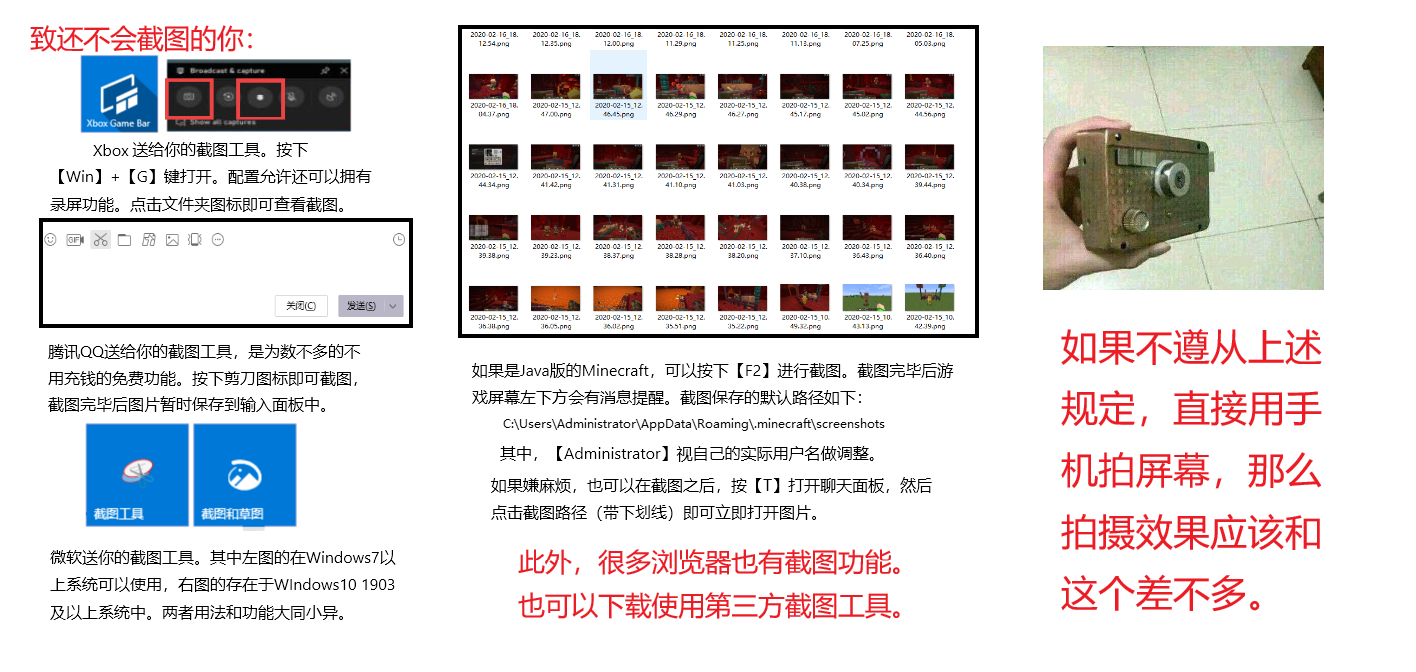 致还不会截图的你：
Xbox Game Bar
Broadcast & capture
Show all captures
Xbox 送给你的截图工具。按下
【Win】+【G】键打开。配置允许还可以拥有
录屏功能。点击文件夹图标即可查看截图。
GIF
关闭(C)
发送(S)
腾讯QQ送给你的截图工具，是为数不多的不
用充钱的免费功能。按下剪刀图标即可截图，
截图完毕后图片暂时保存到输入面板中。
截图工具
截图和草图
微软送你的截图工具。其中左图的在Windows7以
上系统可以使用，右图的存在于WIndows10 1903
及以上系统中。两者用法和功能大同小异。
2020-02-16_18. 2020-02-16_18. 2020-02-16_18. 2020-02-16_18. 2020-02-16_18. 2020-02-16_18. 2020-02-16_18. 2020-02-16_18.
12.54.png 12.35.png 12.00.png 11.29.png 11.25.png 11.13.png 07.25.png 05.03.png
2020-02-16_18. 2020-02-15_12. 2020-02-15_12. 2020-02-15_12. 2020-02-15_12. 2020-02-15_12. 2020-02-15_12. 2020-02-15_12.
04.37.png 47.00.png 46.45.png 46.29.png 46.27.png 45.17.png 45.02.png 44.56.png
2020-02-15_12. 2020-02-15_12. 2020-02-15_12. 2020-02-15_12. 2020-02-15_12. 2020-02-15_12. 2020-02-15_12. 2020-02-15_12.
44.34.png 41.42.png 41.31.png 41.10.png 41.03.png 40.38.png 40.34.png 39.44.png
2020-02-15_12. 2020-02-15_12. 2020-02-15_12. 2020-02-15_12. 2020-02-15_12. 2020-02-15_12. 2020-02-15_12. 2020-02-15_12.
39.38.png 39.23.png 38.37.png 38.28.png 38.20.png 37.10.png 36.43.png 36.40.png
2020-02-15_12. 2020-02-15_12. 2020-02-15_12. 2020-02-15_12. 2020-02-15_12. 2020-02-15_10. 2020-02-15_10. 2020-02-15_10.
36.38.png 36.05.png 36.02.png 35.51.png 35.22.png 49.32.png 43.13.png 42.39.png
如果是Java版的Minecraft，可以按下【F2】进行截图。截图完毕后游
戏屏幕左下方会有消息提醒。截图保存的默认路径如下：
C:\Users\Administrator\AppData\Roaming\.minecraft\screenshots
其中，【Administrator】视自己的实际用户名做调整。
如果嫌麻烦，也可以在截图之后，按【T】打开聊天面板，然后
点击截图路径（带下划线）即可立即打开图片。
此外，很多浏览器也有截图功能。
也可以下载使用第三方截图工具。
如果不遵从上述
规定，直接用手
机拍屏幕，那么
拍摄效果应该和
这个差不多。